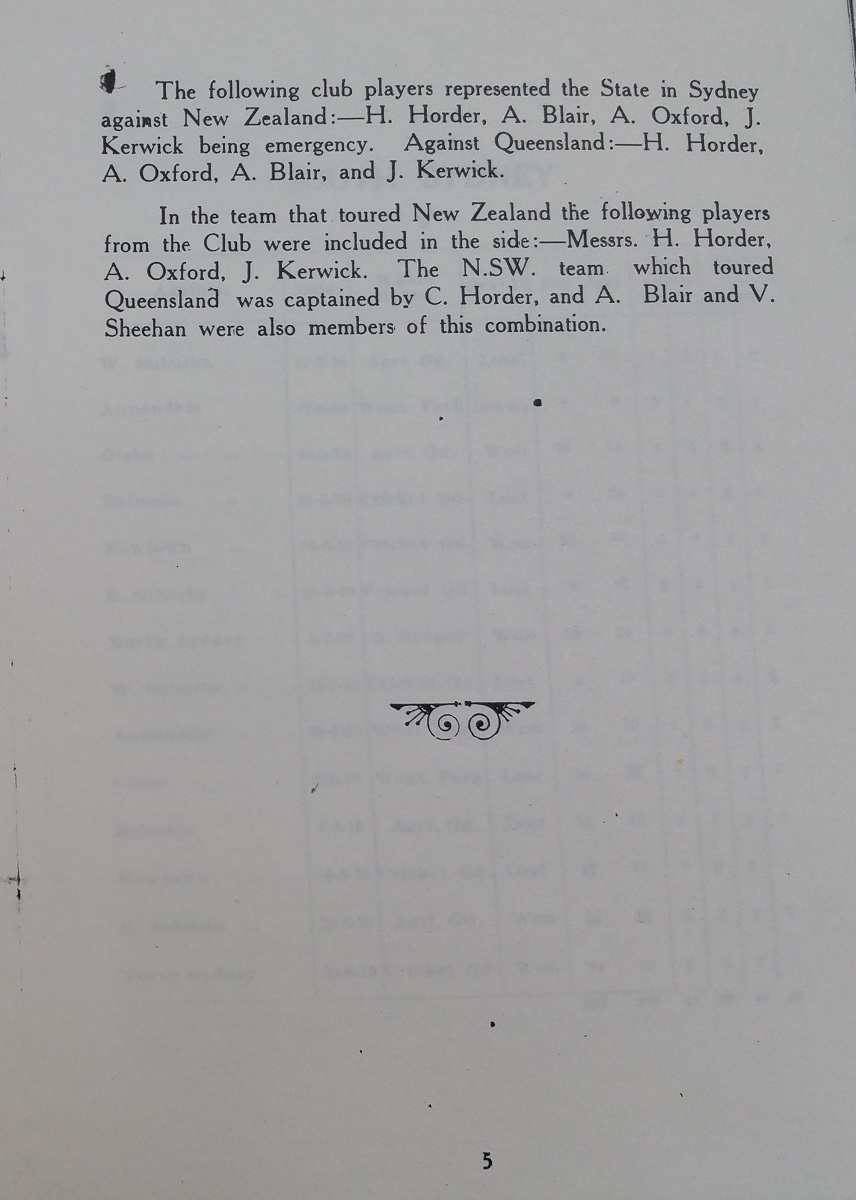 The following club players represented the State in Sydney
against New Zealand:—H. Horder, A. Blair, A. Oxford, J.
Kerwick being emergency. Against Queensland:—H. Horder,
A. Oxford, A. Blair, and J. Kerwick.
In the team that toured New Zealand the following players
from the Club were included in the side:—Messrs. H. Horder,
A. Oxford, J. Kerwick. The N.SW. team which toured
Queensland was captained by C. Horder, and A. Blair and V.
Sheehan were also members of this combination.
5